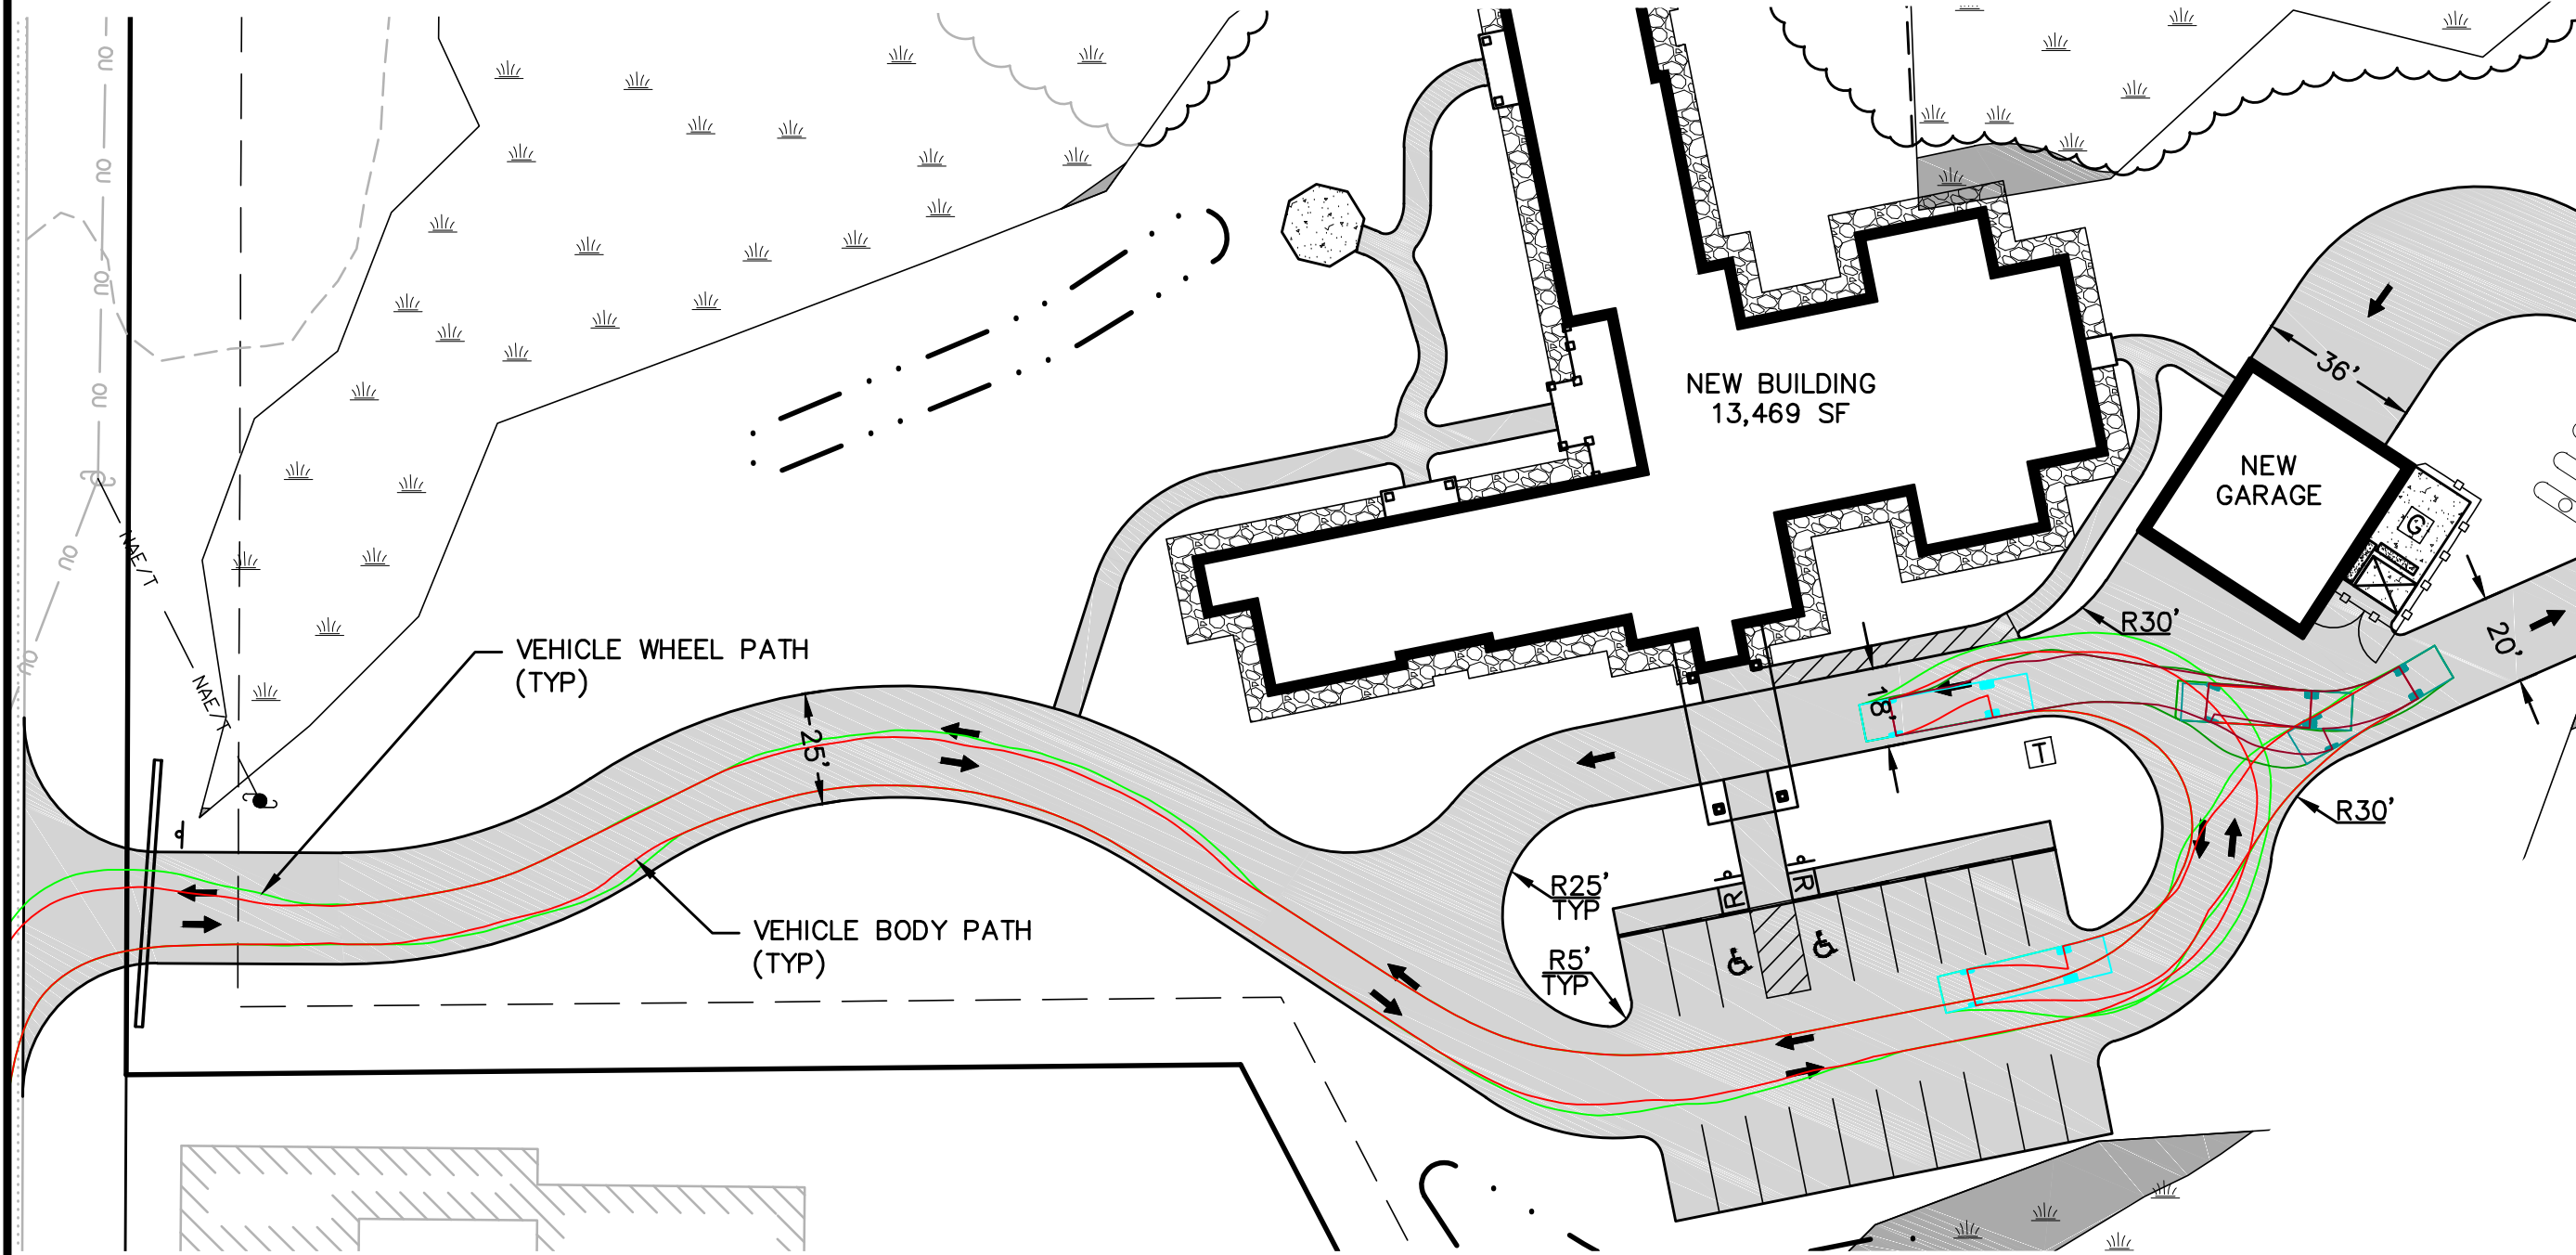 OU
OU
OU
OU
OU
OU
NAE/T
NAE/T
VEHICLE WHEEL PATH
(TYP)
25'
VEHICLE BODY PATH
(TYP)
NEW BUILDING
13,469 SF
36'
NEW
GARAGE
G
R30'
20'
18'
T
R30'
R25'
TYP
R
R
R5'
TYP